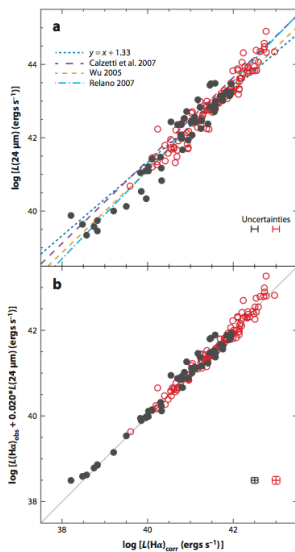 a
y = x + 1.33
Calzetti et al. 2007
Wu 2005
Relano 2007
log [L(24 μm) (ergs s⁻¹)]
44
42
40
Uncertainties
b
log [L(Hα)obs + 0.020*L(24 μm) (ergs s⁻¹)]
42
40
38
38 40 42
log [L(Hα)corr (ergs s⁻¹)]